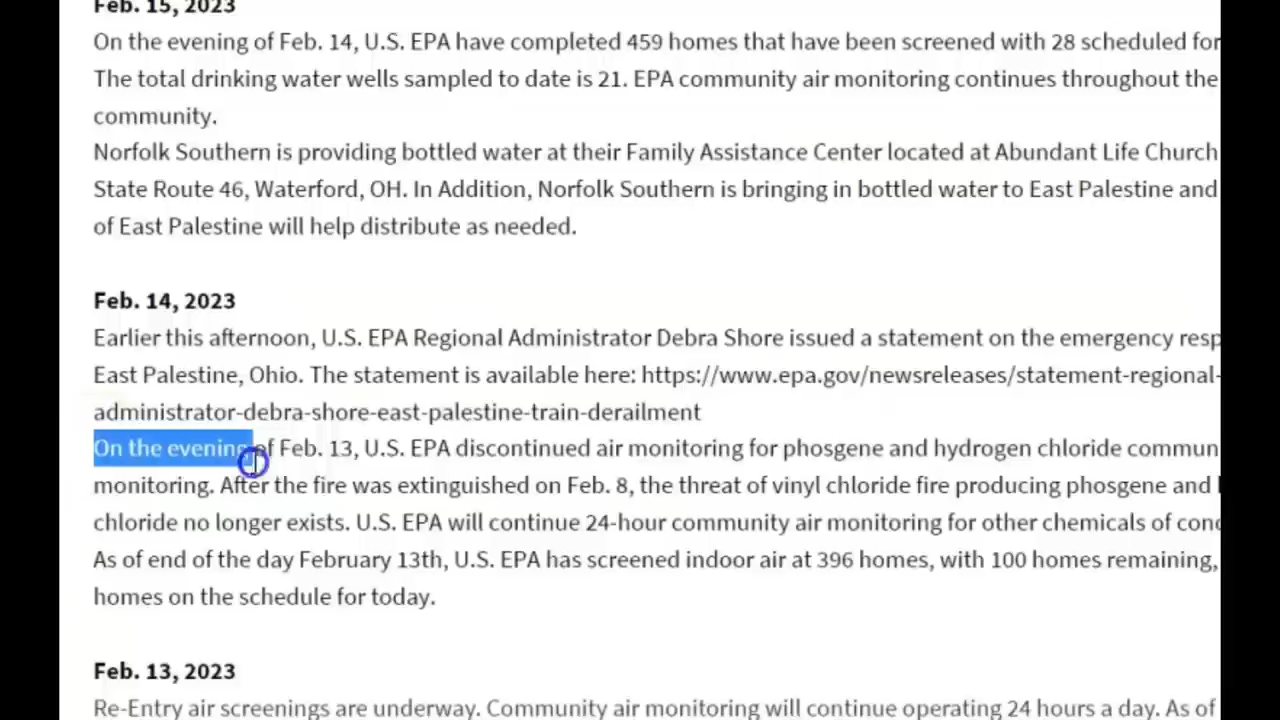 Feb. 15, 2023
On the evening of Feb. 14, U.S. EPA have completed 459 homes that have been screened with 28 scheduled for
The total drinking water wells sampled to date is 21. EPA community air monitoring continues throughout the
community.
Norfolk Southern is providing bottled water at their Family Assistance Center located at Abundant Life Church
State Route 46, Waterford, OH. In Addition, Norfolk Southern is bringing in bottled water to East Palestine and
of East Palestine will help distribute as needed.
Feb. 14, 2023
Earlier this afternoon, U.S. EPA Regional Administrator Debra Shore issued a statement on the emergency resp
East Palestine, Ohio. The statement is available here: https://www.epa.gov/newsreleases/statement-regional-
administrator-debra-shore-east-palestine-train-derailment
On the evening of Feb. 13, U.S. EPA discontinued air monitoring for phosgene and hydrogen chloride commun
monitoring. After the fire was extinguished on Feb. 8, the threat of vinyl chloride fire producing phosgene and
chloride no longer exists. U.S. EPA will continue 24-hour community air monitoring for other chemicals of conc
As of end of the day February 13th, U.S. EPA has screened indoor air at 396 homes, with 100 homes remaining,
homes on the schedule for today.
Feb. 13, 2023
Re-Entry air screenings are underway. Community air monitoring will continue operating 24 hours a day. As of